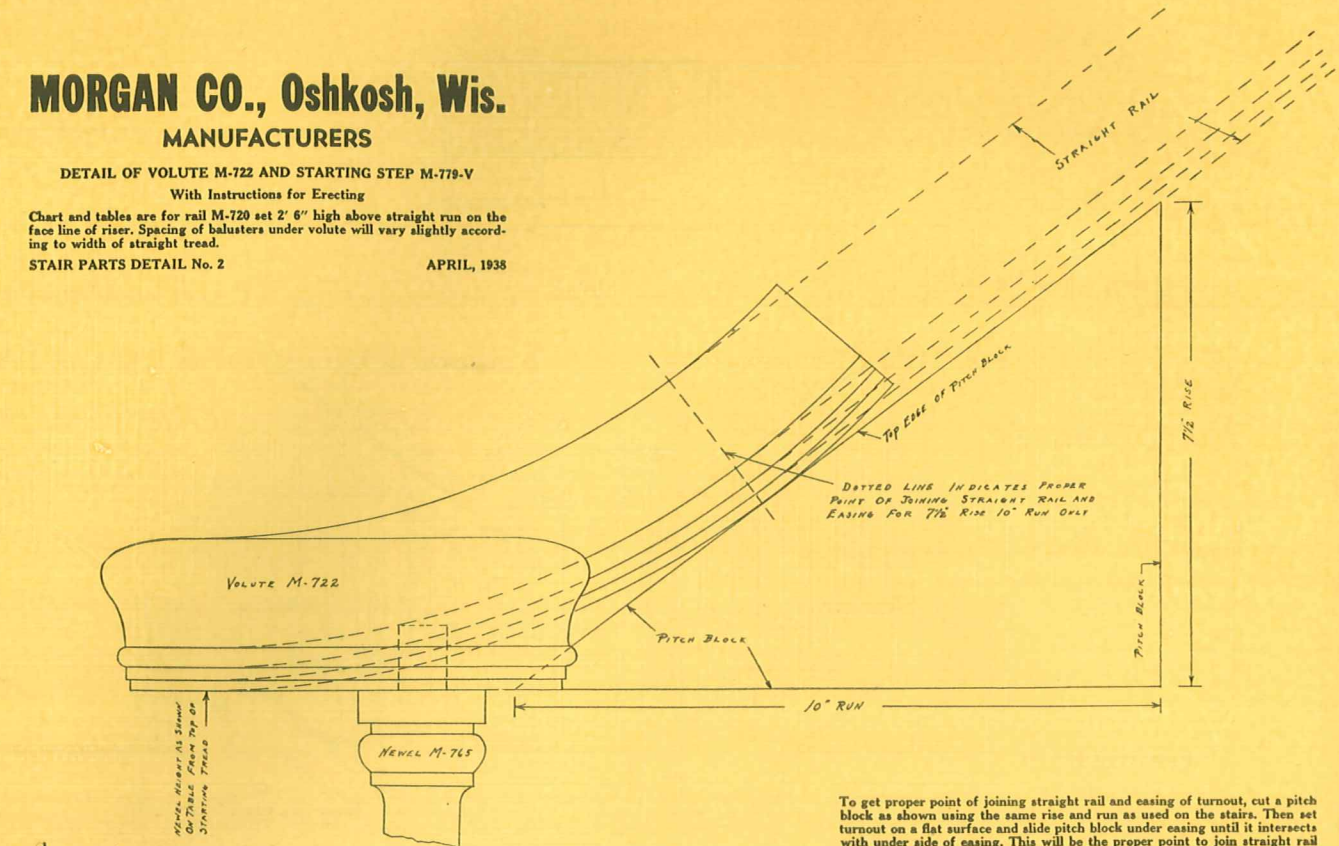 MORGAN CO., Oshkosh, Wis.
MANUFACTURERS
DETAIL OF VOLUTE M-722 AND STARTING STEP M-779-V
With Instructions for Erecting
Chart and tables are for rail M-720 set 2' 6" high above straight run on the
face line of riser. Spacing of balusters under volute will vary slightly accord-
ing to width of straight tread.
STAIR PARTS DETAIL No. 2 APRIL, 1938
STRAIGHT RAIL
TOP EDGE OF PITCH BLOCK
7½ RISE
DOTTED LINE INDICATES PROPER
POINT OF JOINING STRAIGHT RAIL AND
EASING FOR 7½" RISE 10" RUN ONLY
VOLUTE M-722
PITCH BLOCK
PITCH BLOCK
10" RUN
NEWEL M-765
NEWEL HEIGHT AS SHOWN
ON TABLE FROM TOP OF
STARTING TREAD
To get proper point of joining straight rail and easing of turnout, cut a pitch
block as shown using the same rise and run as used on the stairs. Then set
turnout on a flat surface and slide pitch block under easing until it intersects
with under side of easing. This will be the proper point to join straight rail